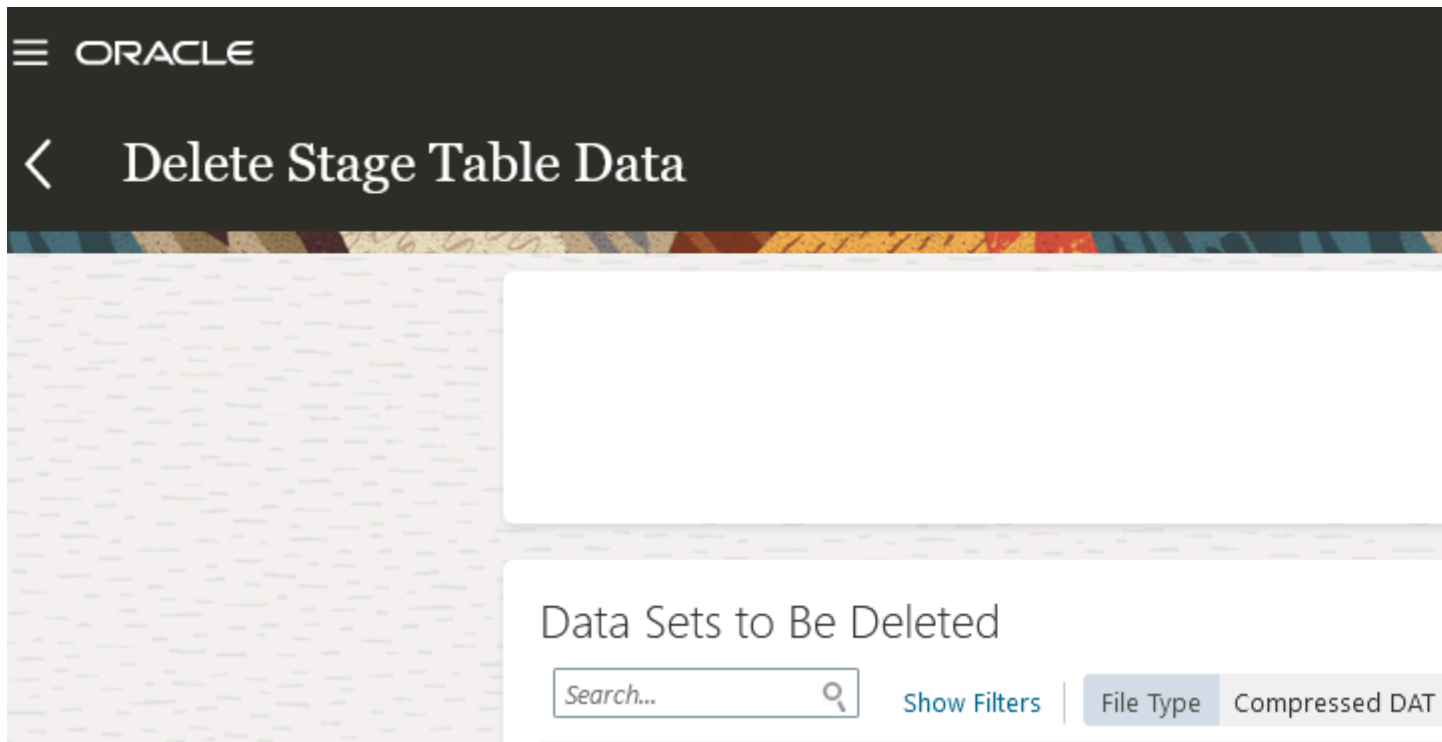 ORACLE
Delete Stage Table Data
Data Sets to Be Deleted
Search...
Show Filters
File Type Compressed DAT